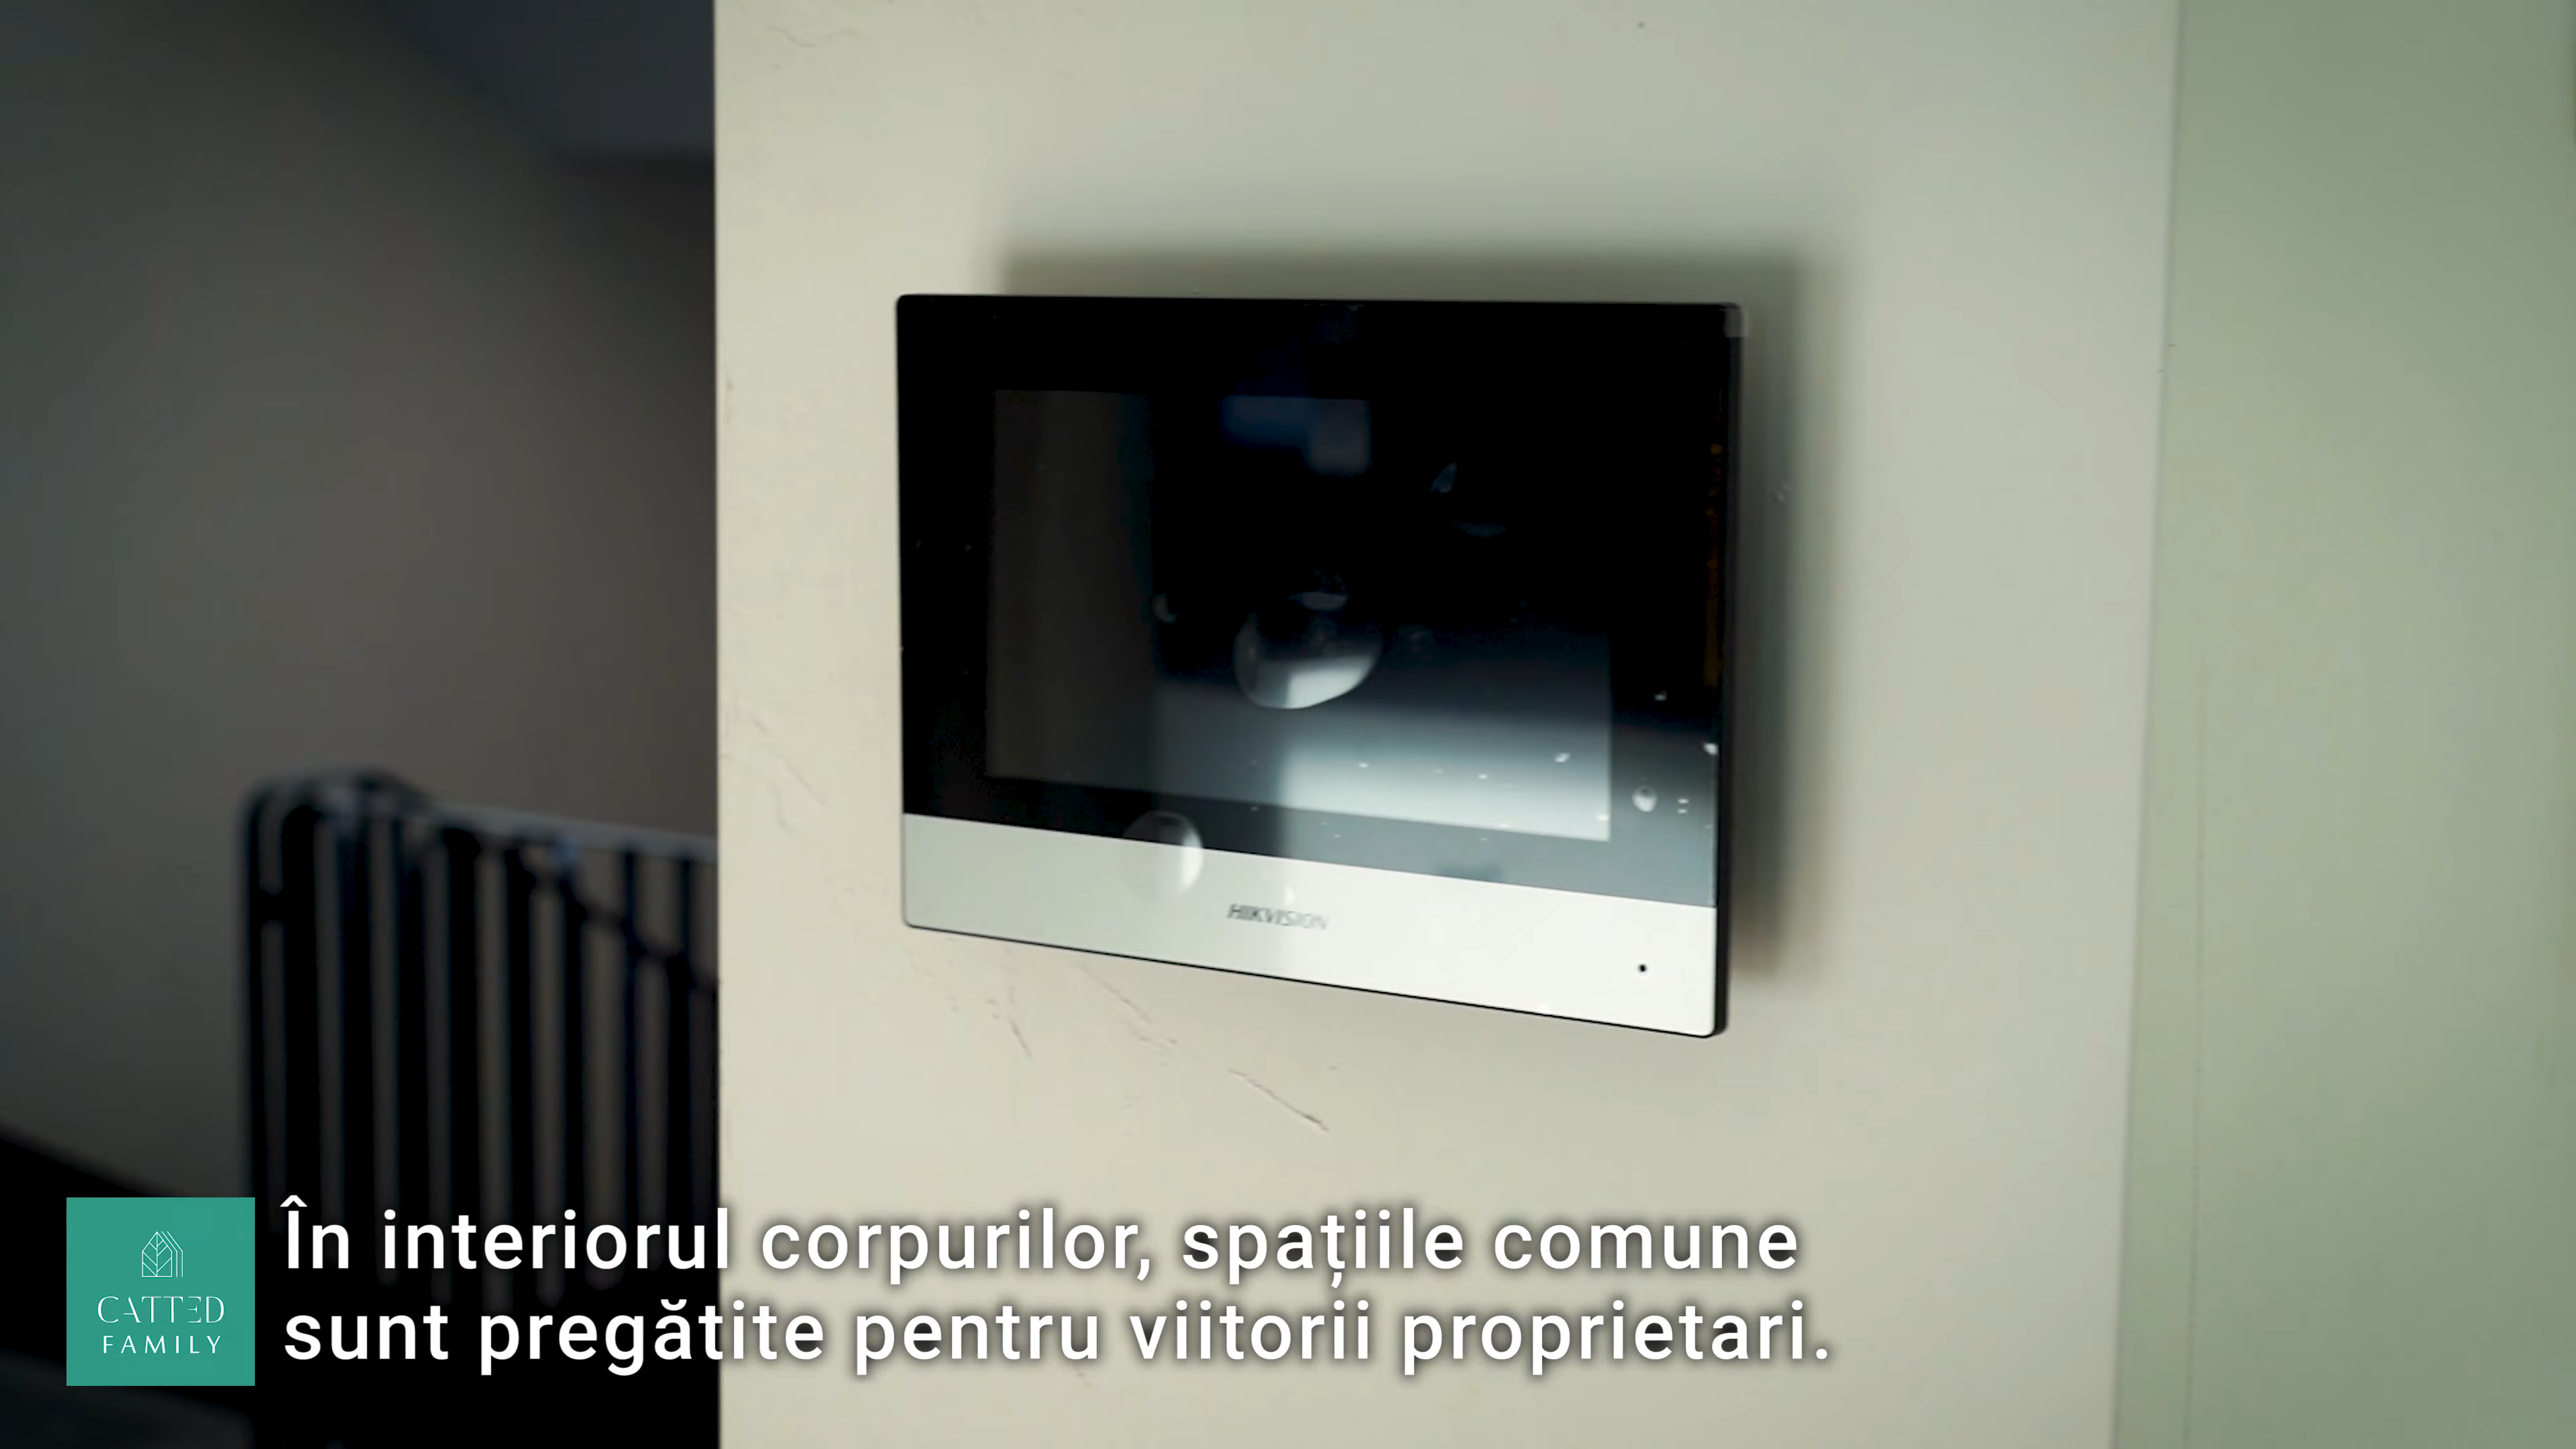 HIKVISION
În interiorul corpurilor, spațiile comune
sunt pregătite pentru viitorii proprietari.
CATTED
FAMILY